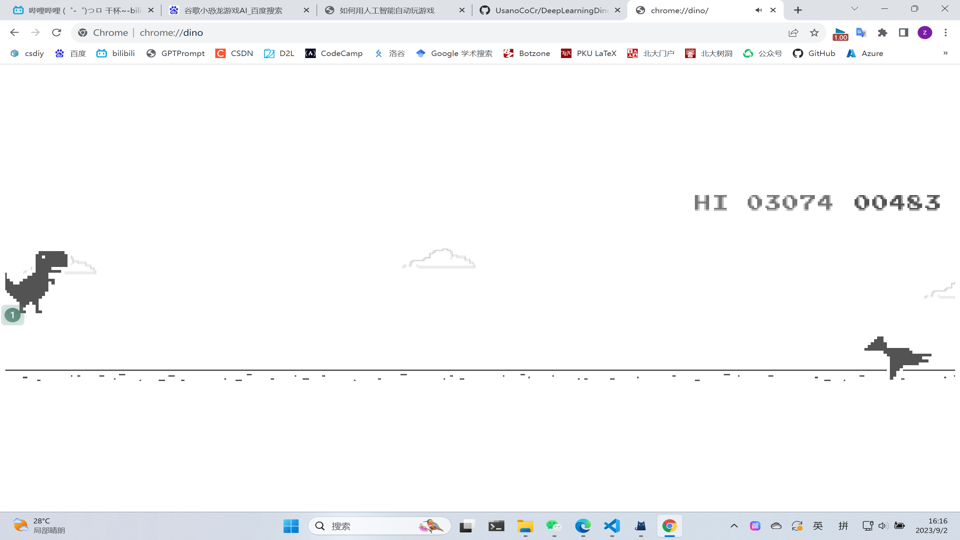 哔哩哔哩 (゜-゜)つロ 干杯~-bili
谷歌小恐龙游戏AI_百度搜索
如何用人工智能自动玩游戏
UsanoCoCr/DeepLearningDin
chrome://dino/
Chrome | chrome://dino
1.00
z
csdiy
百度
bilibili
GPTPrompt
CSDN
D2L
CodeCamp
洛谷
Google 学术搜索
Botzone
PKU LaTeX
北大门户
北大树洞
公众号
GitHub
Azure
»
HI 03074 00483
1
28°C
局部晴朗
搜索
英
拼
16:16
2023/9/2